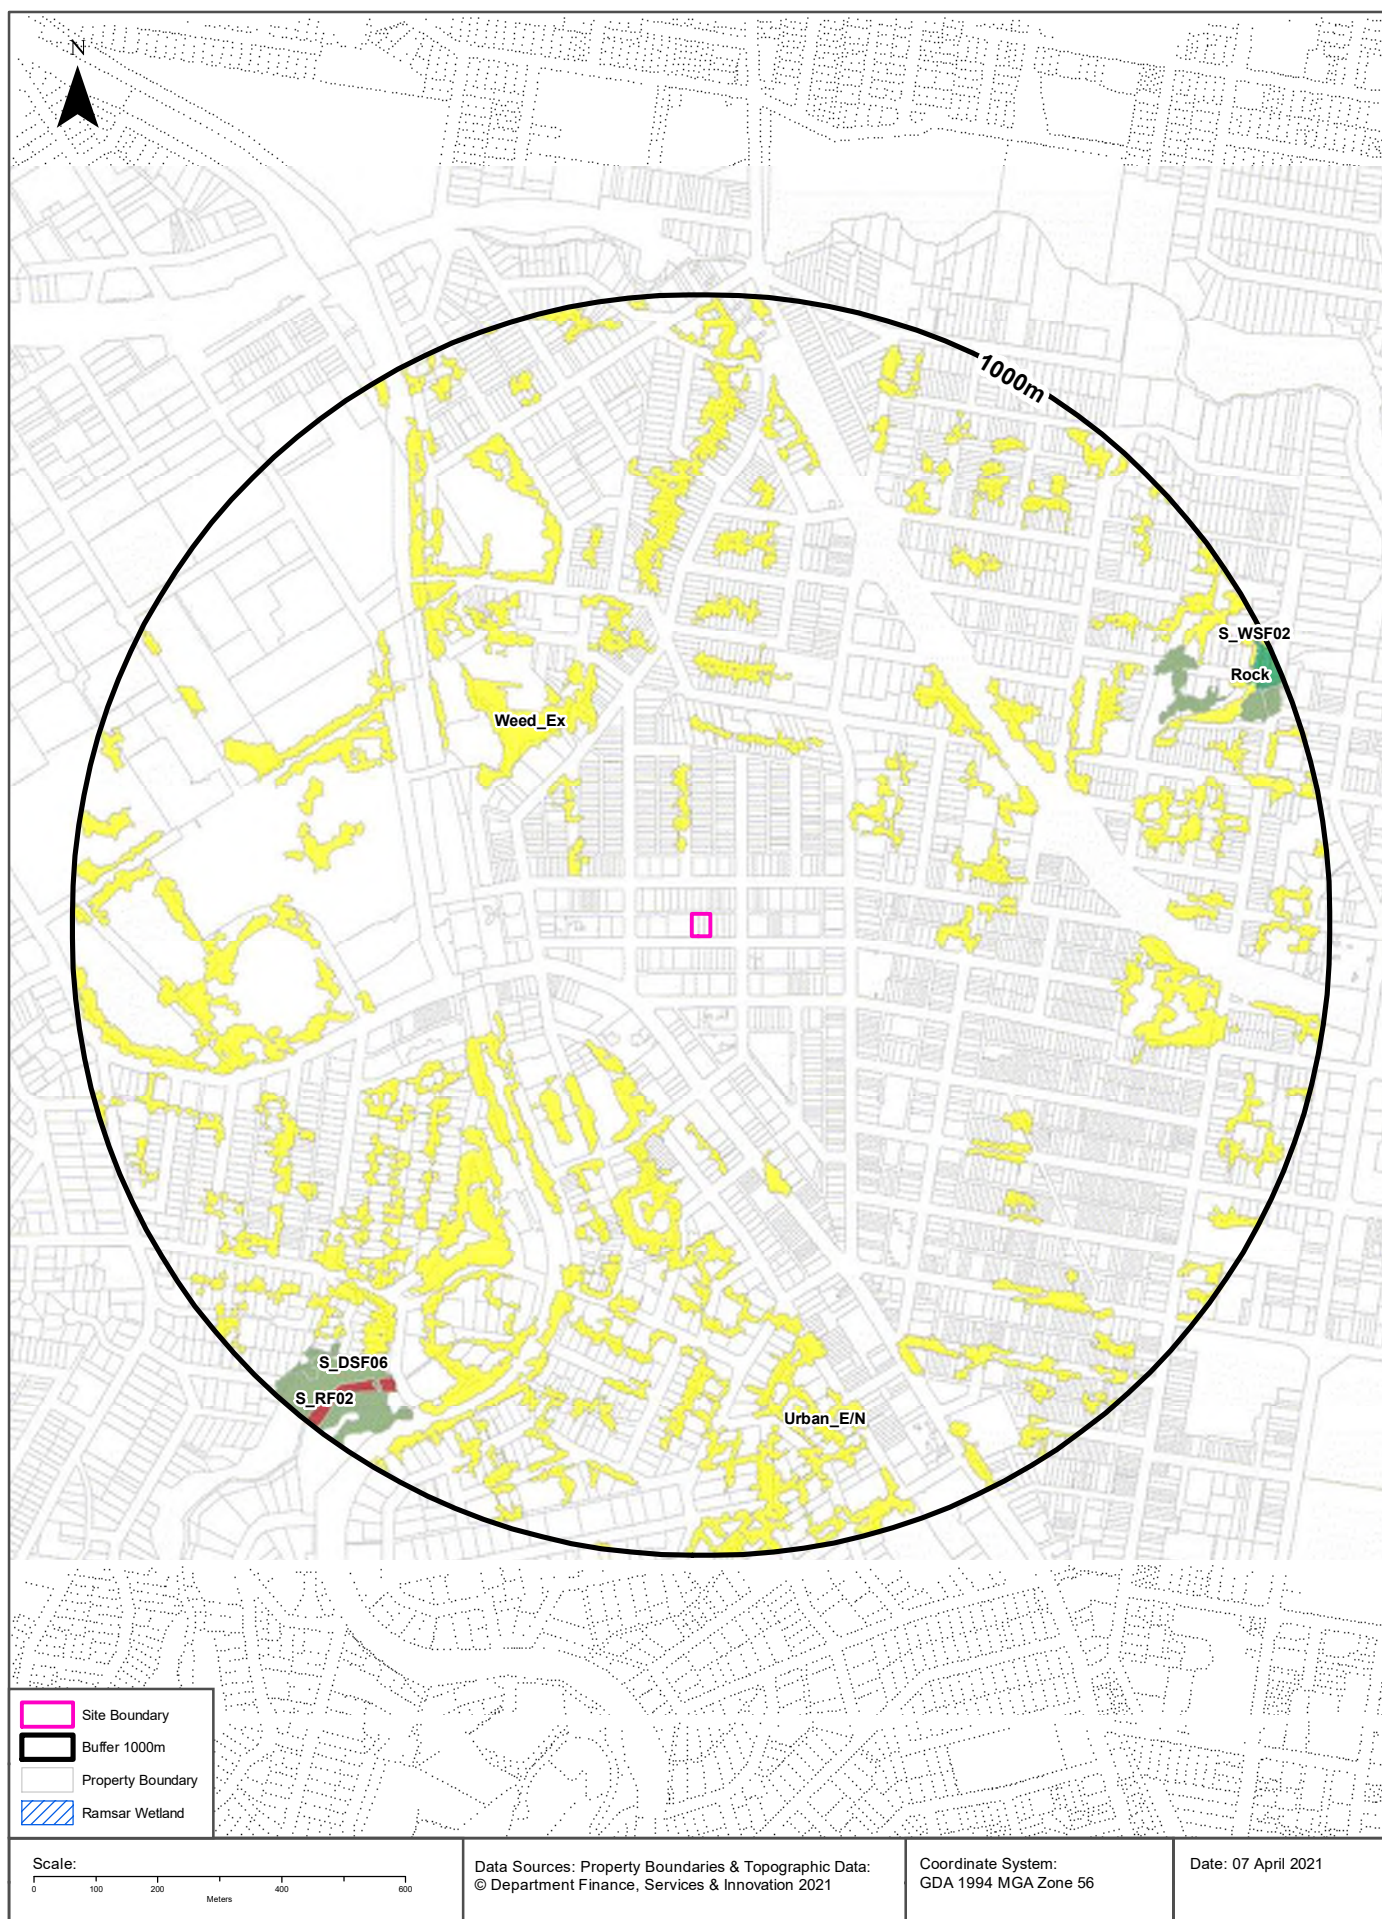 N
1000m
S_WSF02
Rock
Weed_Ex
S_DSF06
S_RF02
Urban_E/N
Site Boundary
Buffer 1000m
Property Boundary
Ramsar Wetland
Scale:
0 100 200 400 600
Meters
Data Sources: Property Boundaries & Topographic Data:
© Department Finance, Services & Innovation 2021
Coordinate System:
GDA 1994 MGA Zone 56
Date: 07 April 2021